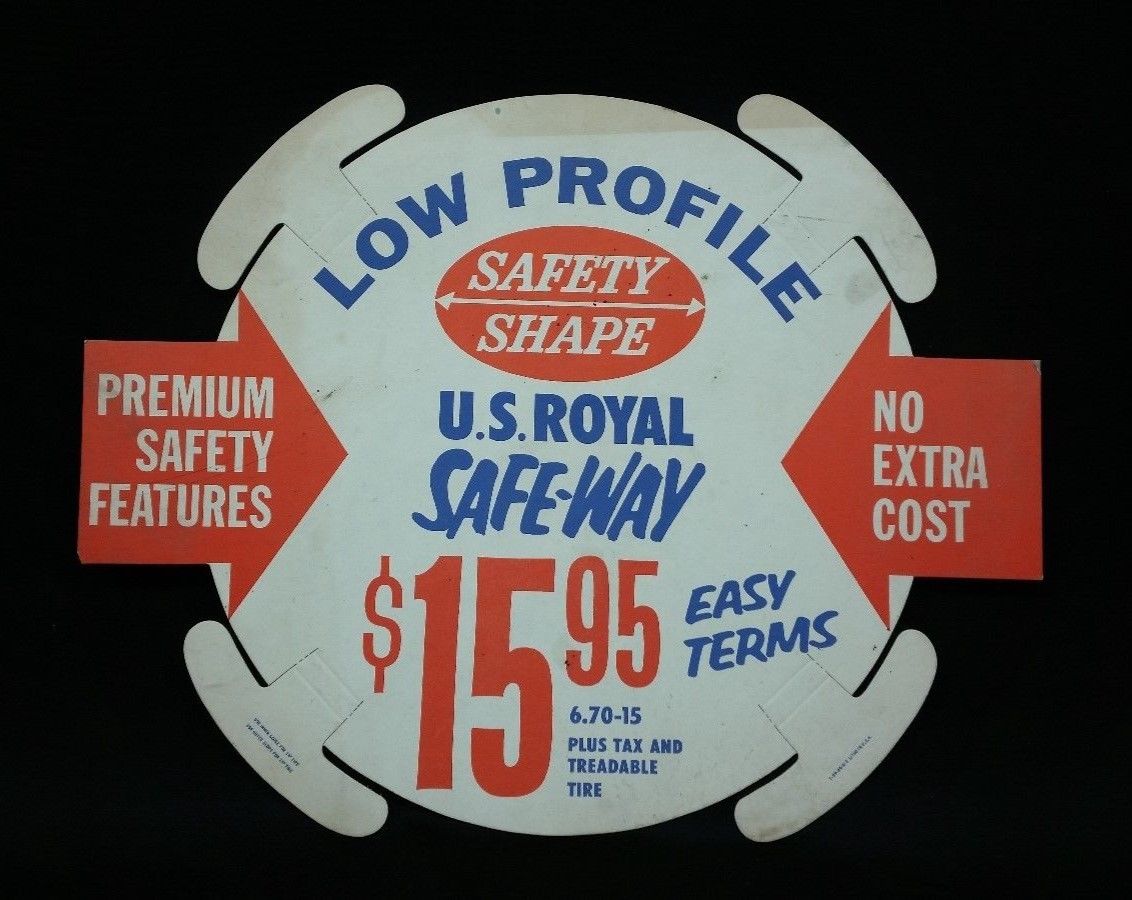 LOW PROFILE
SAFETY
SHAPE
PREMIUM
SAFETY
FEATURES
NO
EXTRA
COST
U.S. ROYAL
SAFE-WAY
$15.95
EASY
TERMS
6.70-15
PLUS TAX AND
TREADABLE
TIRE